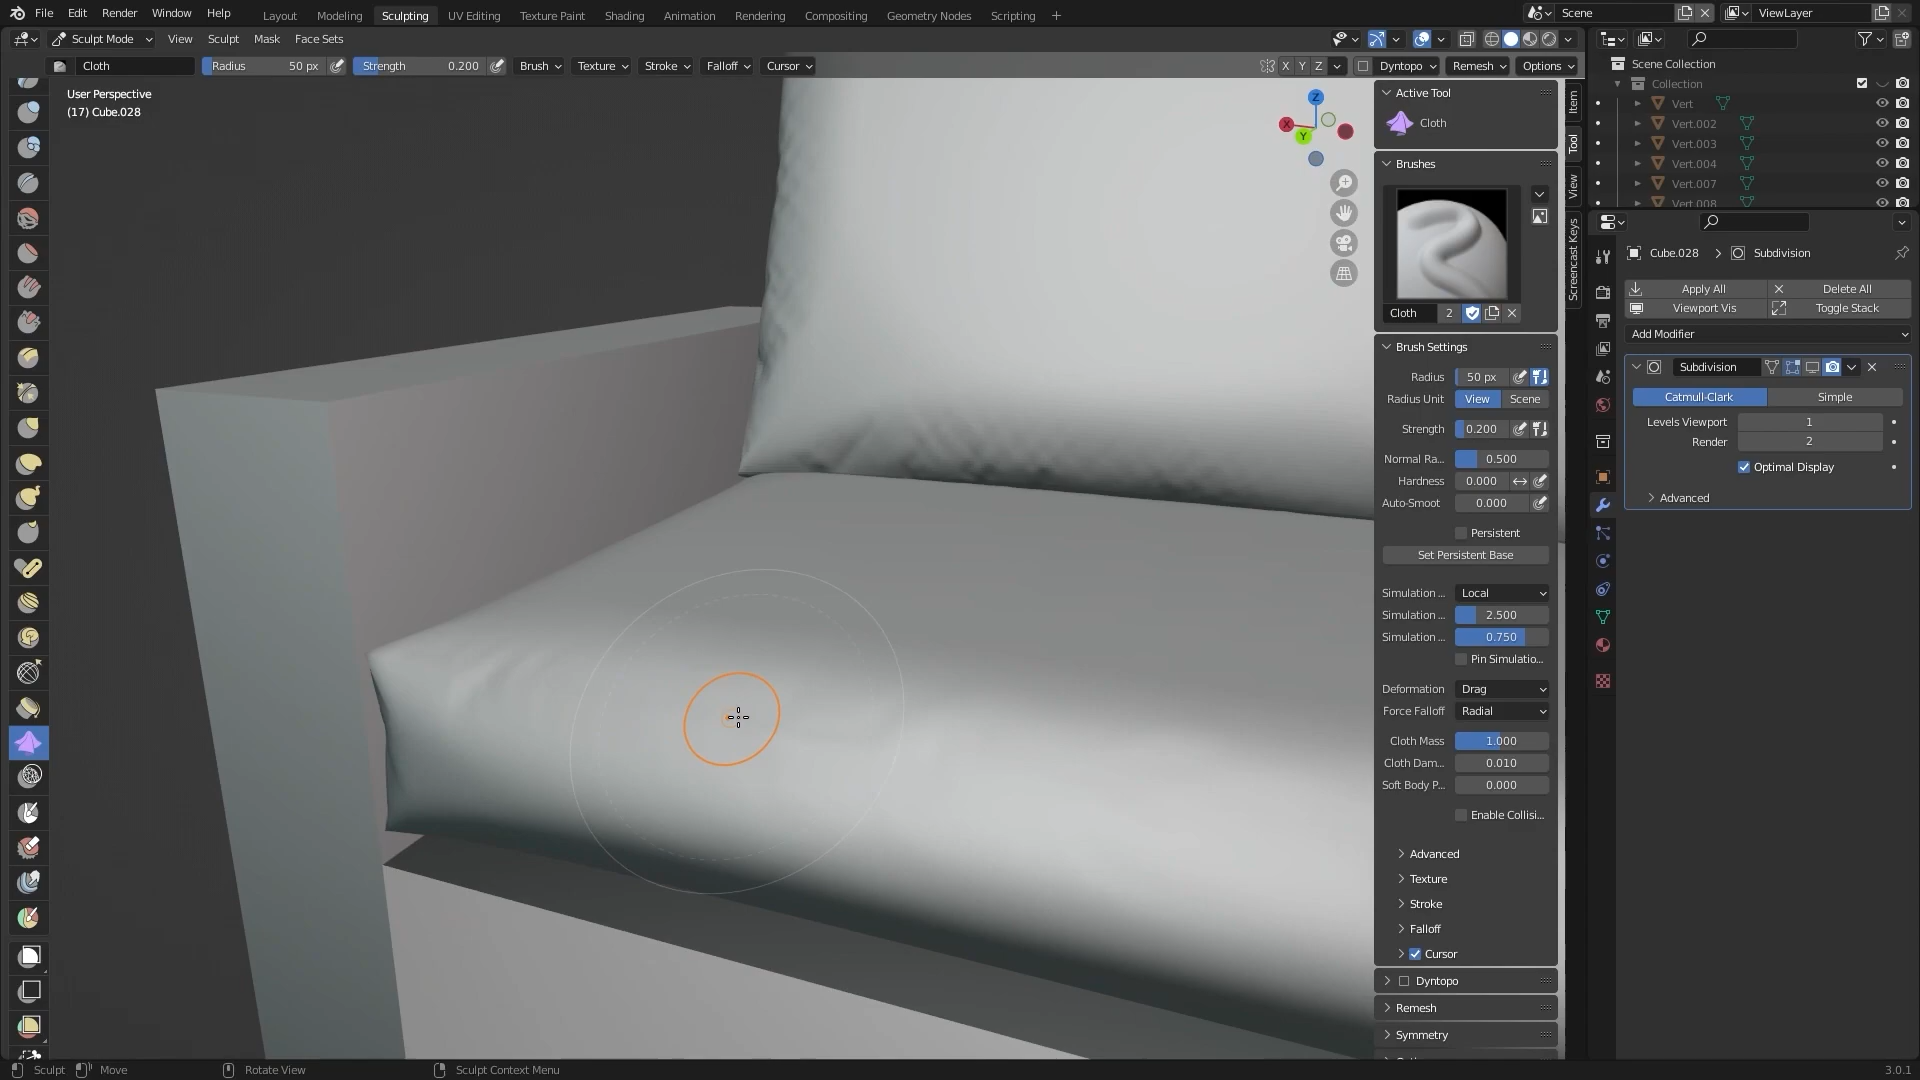 File Edit Render Window Help Layout Modeling Sculpting UV Editing Texture Paint Shading Animation Rendering Compositing Geometry Nodes Scripting + Scene ViewLayer
Sculpt Mode View Sculpt Mask Face Sets
Cloth Radius 50 px Strength 0.200 Brush Texture Stroke Falloff Cursor X Y Z Dyntopo Remesh Options
User Perspective
(17) Cube.028
Z
X
Y
Active Tool
Cloth
Brushes
Cloth 2
Brush Settings
Radius 50 px
Radius Unit View Scene
Strength 0.200
Normal Ra... 0.500
Hardness 0.000
Auto-Smoot 0.000
Persistent
Set Persistent Base
Simulation ... Local
Simulation ... 2.500
Simulation ... 0.750
Pin Simulatio...
Deformation Drag
Force Falloff Radial
Cloth Mass 1.000
Cloth Dam... 0.010
Soft Body P... 0.000
Enable Collisi...
Advanced
Texture
Stroke
Falloff
Cursor
Dyntopo
Remesh
Symmetry
Item
Tool
View
Screencast Keys
Scene Collection
Collection
Vert
Vert.002
Vert.003
Vert.004
Vert.007
Vert.008
Cube.028 > Subdivision
Apply All Delete All
Viewport Vis Toggle Stack
Add Modifier
Subdivision
Catmull-Clark Simple
Levels Viewport 1
Render 2
Optimal Display
Advanced
Sculpt Move Rotate View Sculpt Context Menu 3.0.1